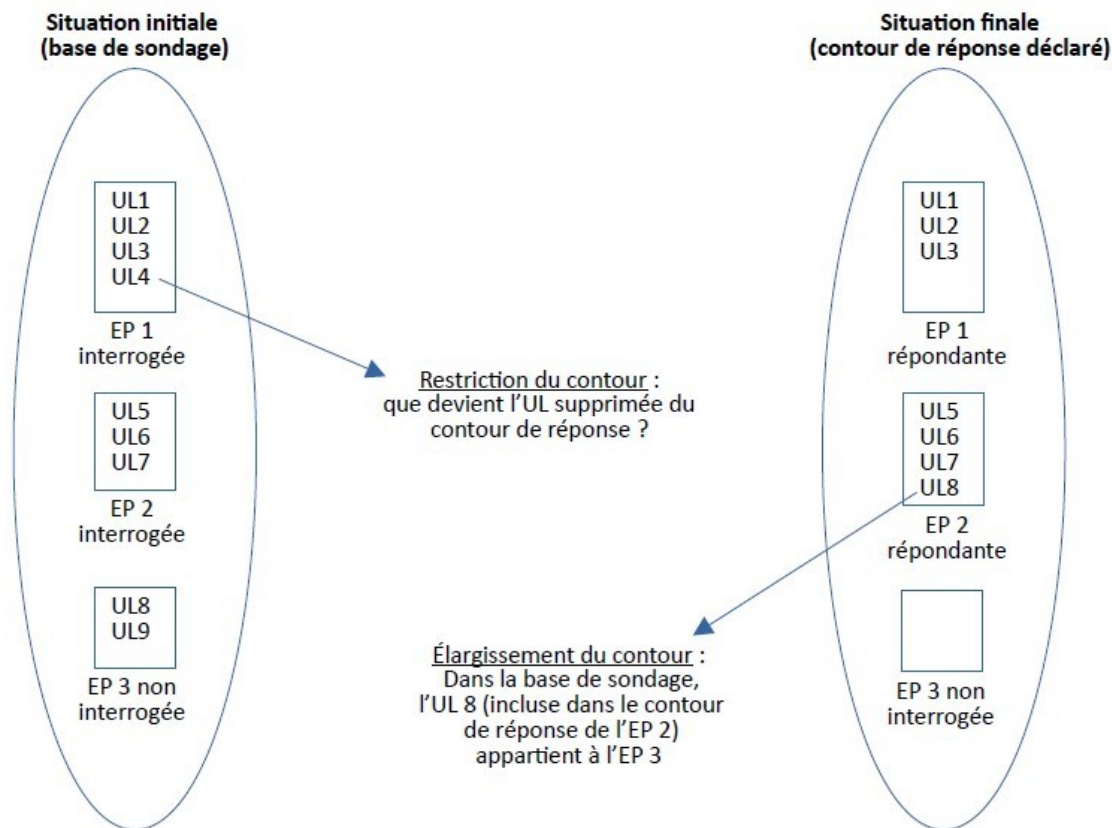 Situation initiale
(base de sondage)
UL1
UL2
UL3
UL4
EP 1
interrogée
UL5
UL6
UL7
EP 2
interrogée
UL8
UL9
EP 3 non
interrogée
Restriction du contour :
que devient l'UL supprimée du
contour de réponse ?
Élargissement du contour :
Dans la base de sondage,
l'UL 8 (incluse dans le contour
de réponse de l'EP 2)
appartient à l'EP 3
Situation finale
(contour de réponse déclaré)
UL1
UL2
UL3
EP 1
répondante
UL5
UL6
UL7
UL8
EP 2
répondante
EP 3 non
interrogée